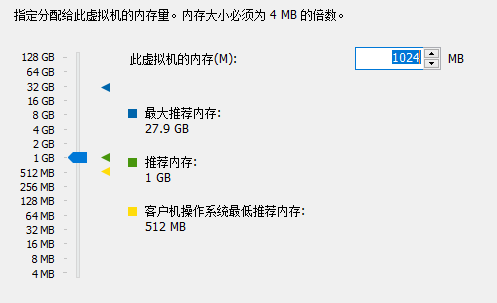 指定分配给此虚拟机的内存量。内存大小必须为 4 MB 的倍数。
此虚拟机的内存(M): 1024 MB
128 GB
64 GB
32 GB
16 GB
8 GB
4 GB
2 GB
1 GB
512 MB
256 MB
128 MB
64 MB
32 MB
16 MB
8 MB
4 MB
最大推荐内存:
27.9 GB
推荐内存:
1 GB
客户机操作系统最低推荐内存:
512 MB